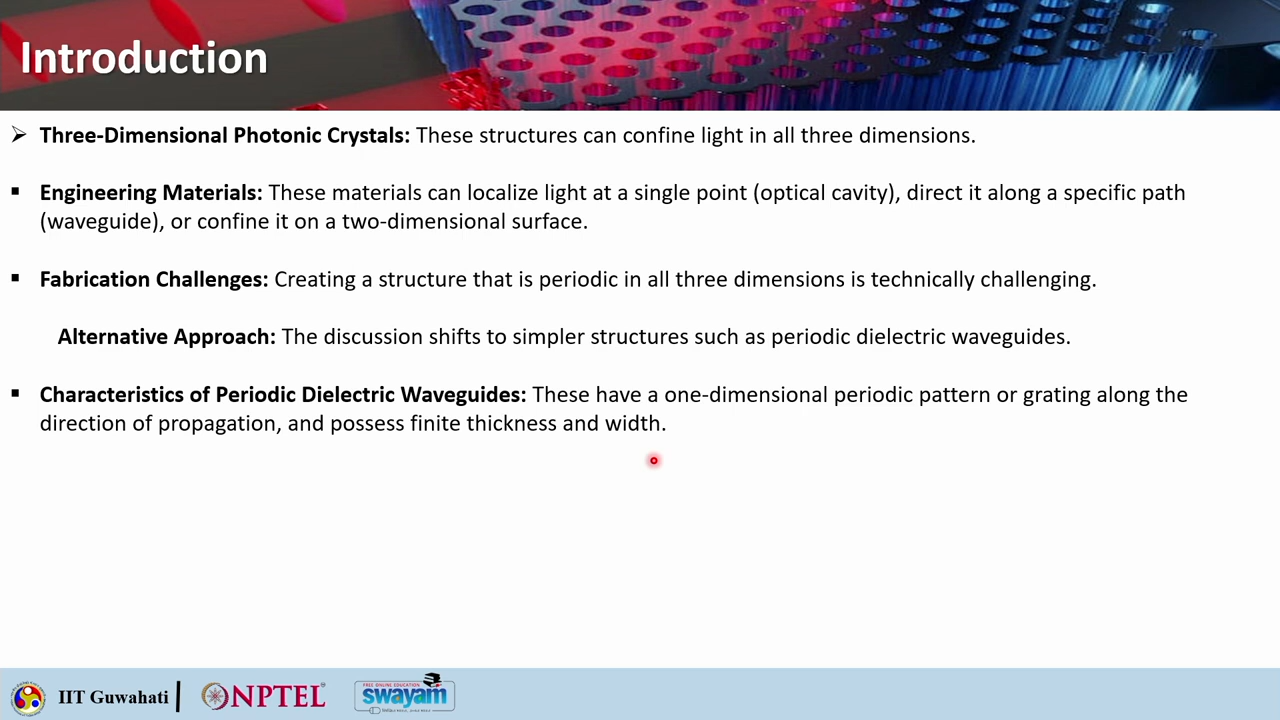 Introduction
➢ Three-Dimensional Photonic Crystals: These structures can confine light in all three dimensions.
▪ Engineering Materials: These materials can localize light at a single point (optical cavity), direct it along a specific path
(waveguide), or confine it on a two-dimensional surface.
▪ Fabrication Challenges: Creating a structure that is periodic in all three dimensions is technically challenging.
Alternative Approach: The discussion shifts to simpler structures such as periodic dielectric waveguides.
▪ Characteristics of Periodic Dielectric Waveguides: These have a one-dimensional periodic pattern or grating along the
direction of propagation, and possess finite thickness and width.
IIT Guwahati
NPTEL
FREE ONLINE EDUCATION
swayam